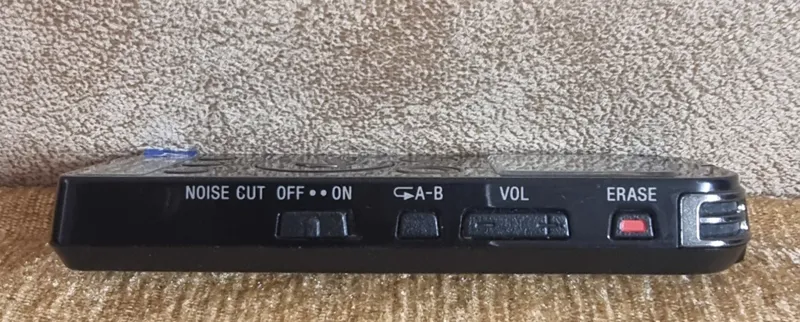 NOISE CUT OFF •• ON A-B VOL ERASE
- +